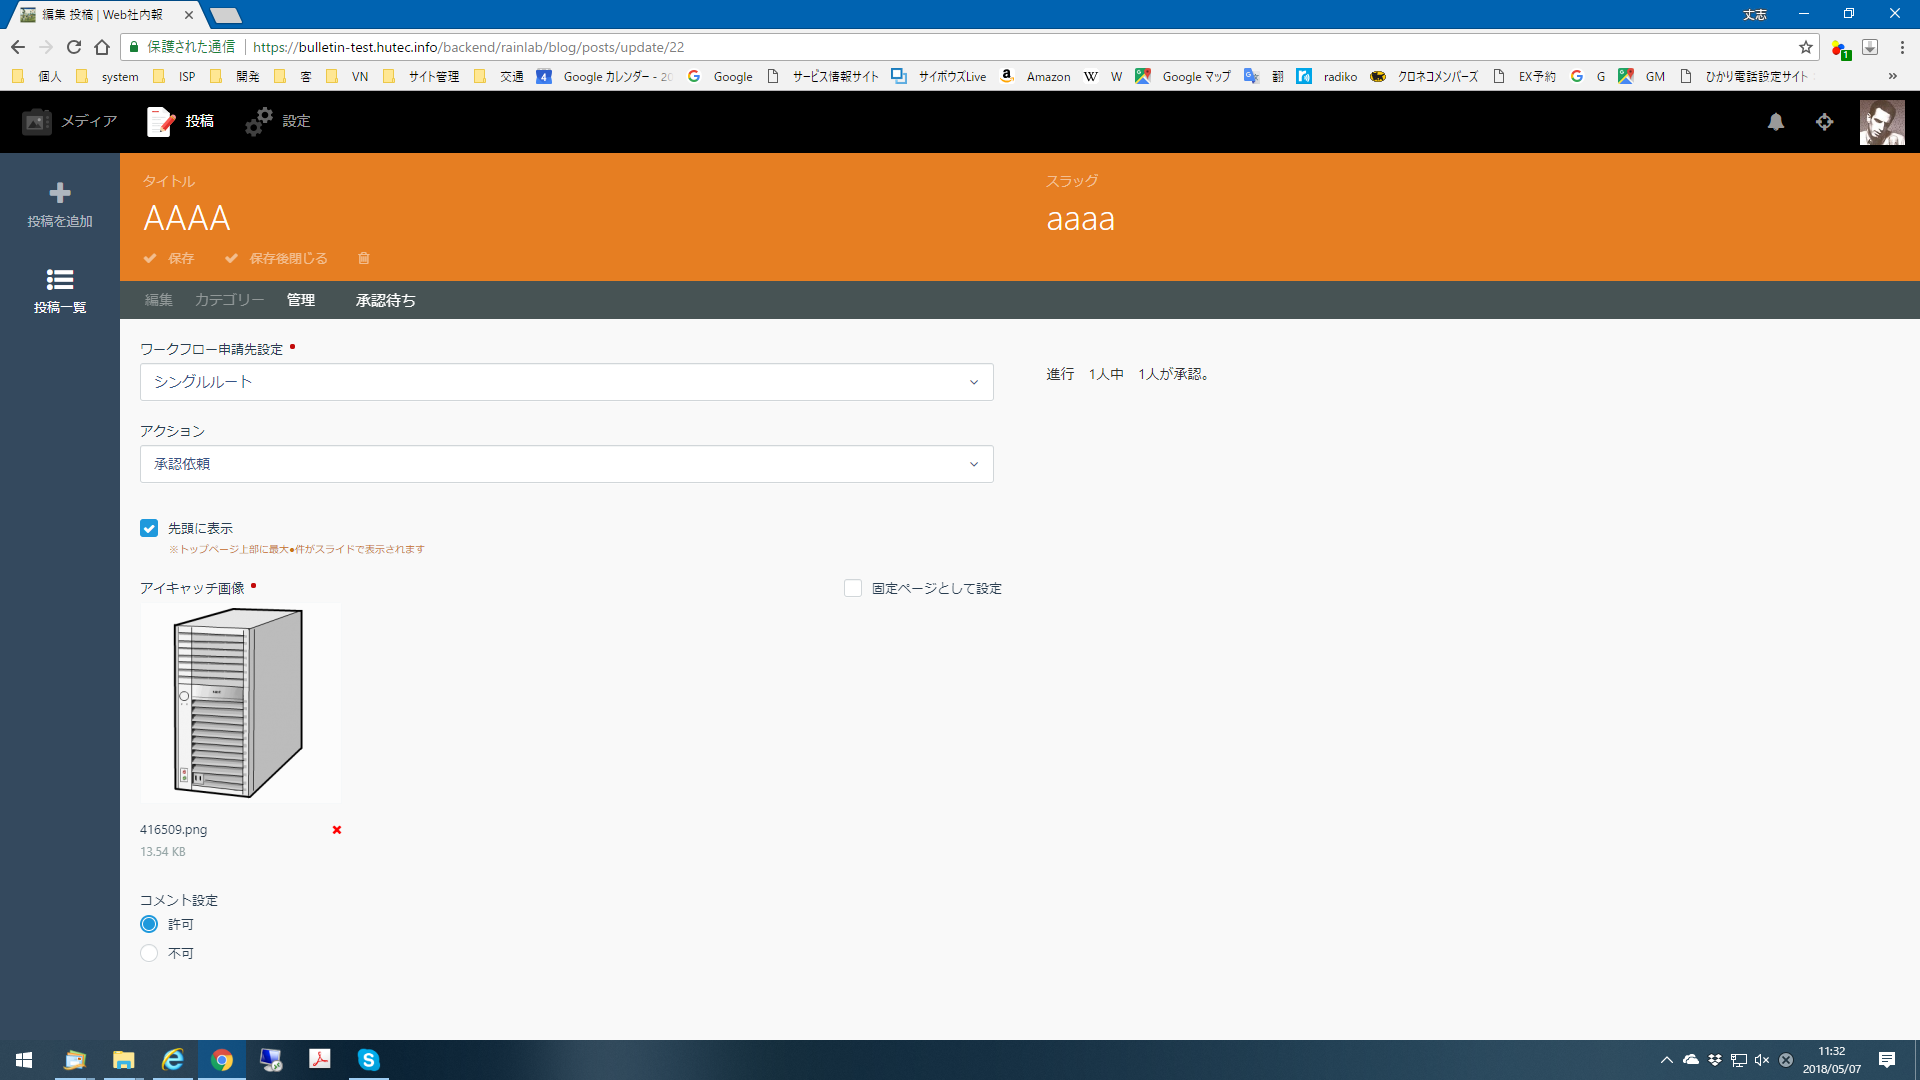 編集 投稿 | Web社内報
丈志
保護された通信 https://bulletin-test.hutec.info/backend/rainlab/blog/posts/update/22
個人 system ISP 開発 客 VN サイト管理 交通 4 Google カレンダー - 20 Google サービス情報サイト サイボウズLive Amazon W W Google マップ 翻 radiko クロネコメンバーズ EX予約 G GM ひかり電話設定サイト »
メディア 投稿 設定
投稿を追加
投稿一覧
タイトル スラッグ
AAAA aaaa
保存 保存後閉じる
編集 カテゴリー 管理 承認待ち
ワークフロー申請先設定
シングルルート
進行 1人中 1人が承認。
アクション
承認依頼
先頭に表示
※トップページ上部に最大●件がスライドで表示されます
アイキャッチ画像
固定ページとして設定
416509.png
13.54 KB
コメント設定
許可
不可
11:32
2018/05/07